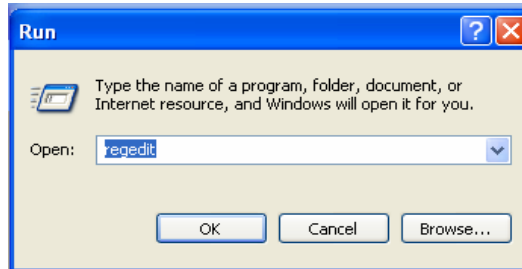 Run
Type the name of a program, folder, document, or
Internet resource, and Windows will open it for you.
Open: regedit
OK Cancel Browse...